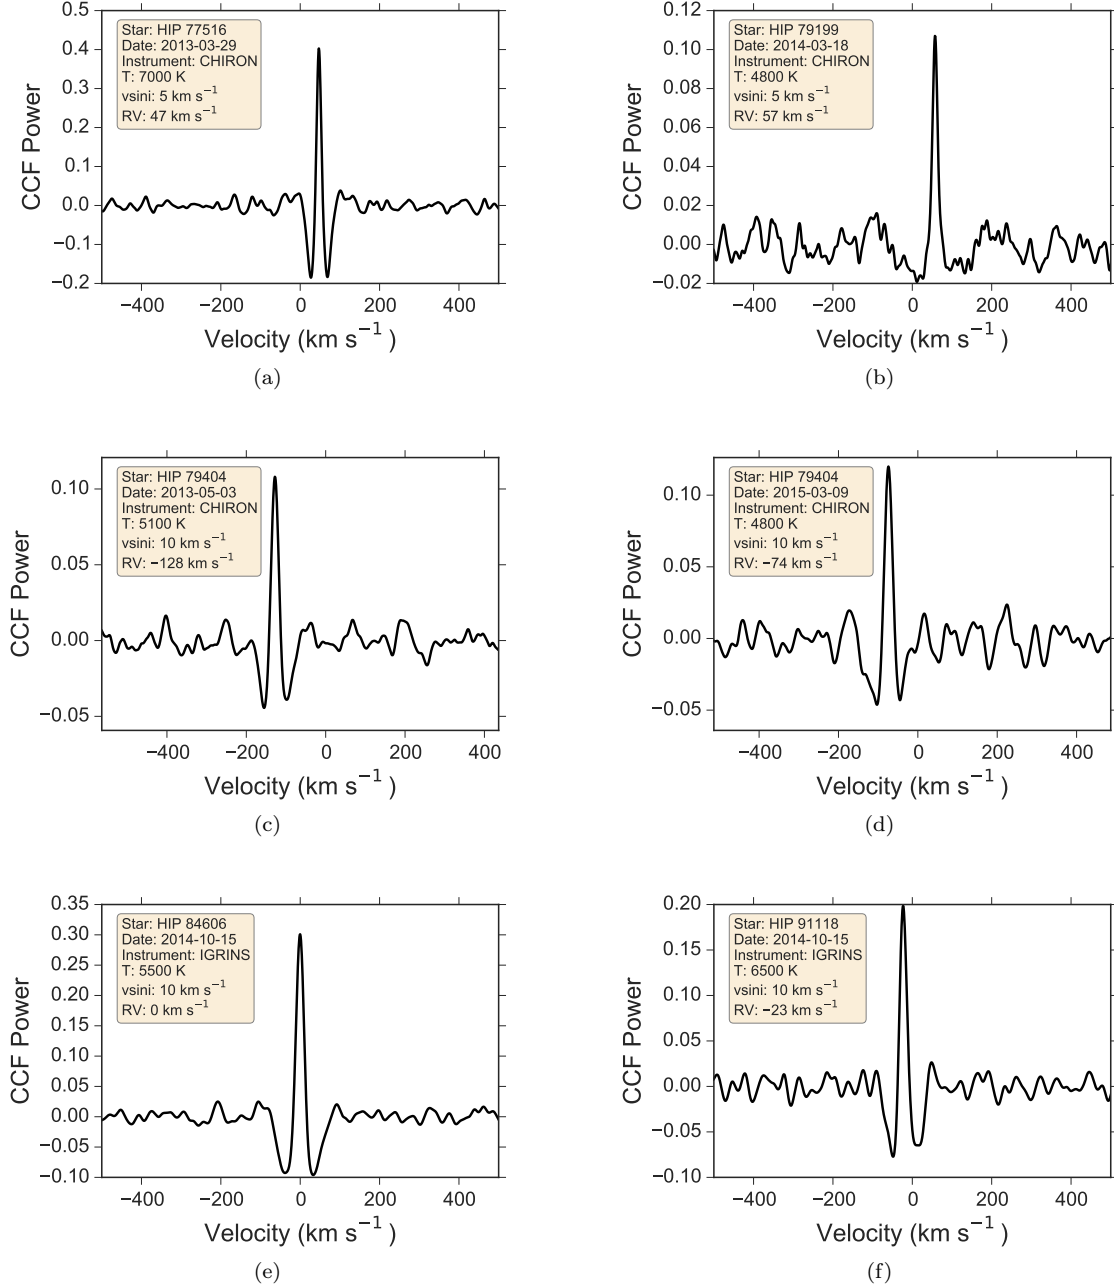 0.5
0.4
0.3
0.2
0.1
0.0
−0.1
−0.2
CCF Power
Star: HIP 77516
Date: 2013-03-29
Instrument: CHIRON
T: 7000 K
vsini: 5 km s−1
RV: 47 km s−1
−400 −200 0 200 400
Velocity (km s−1 )
(a)
0.12
0.10
0.08
0.06
0.04
0.02
0.00
−0.02
CCF Power
Star: HIP 79199
Date: 2014-03-18
Instrument: CHIRON
T: 4800 K
vsini: 5 km s−1
RV: 57 km s−1
−400 −200 0 200 400
Velocity (km s−1 )
(b)
0.10
0.05
0.00
−0.05
CCF Power
Star: HIP 79404
Date: 2013-05-03
Instrument: CHIRON
T: 5100 K
vsini: 10 km s−1
RV: −128 km s−1
−400 −200 0 200 400
Velocity (km s−1 )
(c)
0.10
0.05
0.00
−0.05
CCF Power
Star: HIP 79404
Date: 2015-03-09
Instrument: CHIRON
T: 4800 K
vsini: 10 km s−1
RV: −74 km s−1
−400 −200 0 200 400
Velocity (km s−1 )
(d)
0.35
0.30
0.25
0.20
0.15
0.10
0.05
0.00
−0.05
−0.10
CCF Power
Star: HIP 84606
Date: 2014-10-15
Instrument: IGRINS
T: 5500 K
vsini: 10 km s−1
RV: 0 km s−1
−400 −200 0 200 400
Velocity (km s−1 )
(e)
0.20
0.15
0.10
0.05
0.00
−0.05
−0.10
CCF Power
Star: HIP 91118
Date: 2014-10-15
Instrument: IGRINS
T: 6500 K
vsini: 10 km s−1
RV: −23 km s−1
−400 −200 0 200 400
Velocity (km s−1 )
(f)